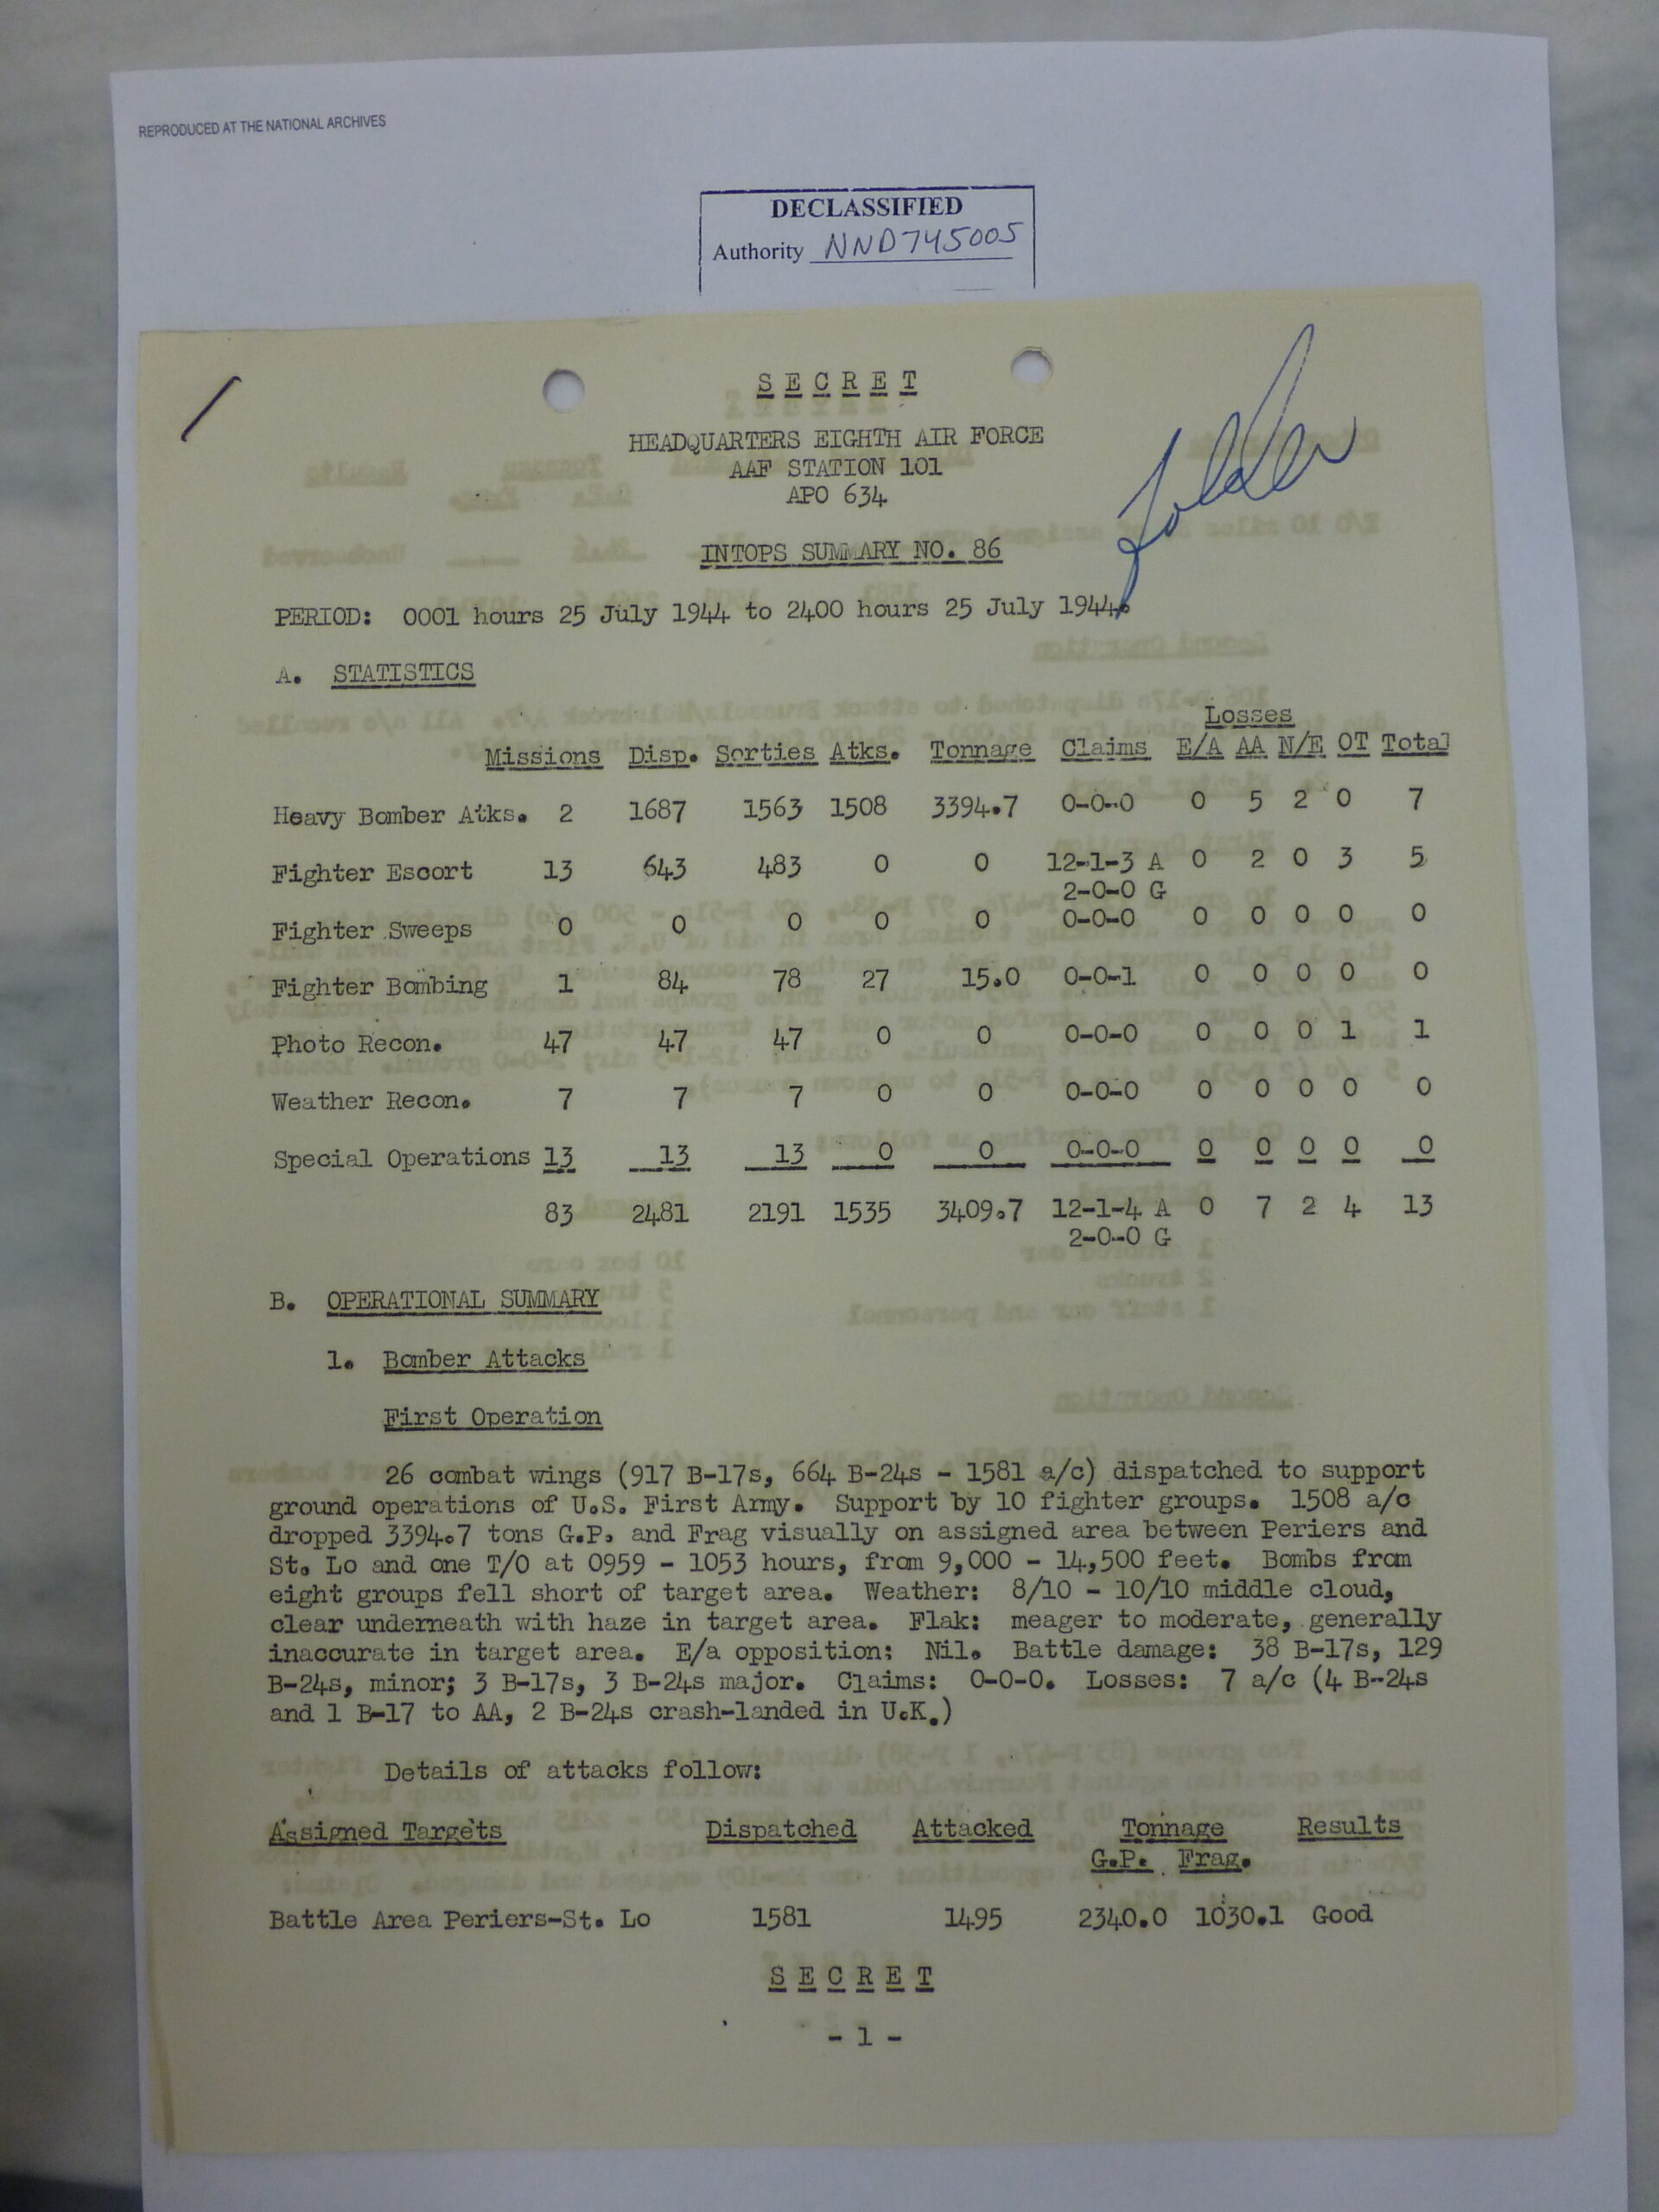 REPRODUCED AT THE NATIONAL ARCHIVES
DECLASSIFIED
Authority NND745005
SECRET
Folder
HEADQUARTERS EIGHTH AIR FORCE
AAF STATION 101
APO 634
INTOPS SUMMARY NO. 86
PERIOD: 0001 hours 25 July 1944 to 2400 hours 25 July 1944.
A. STATISTICS
Losses
Missions Disp. Sorties Atks. Tonnage Claims E/A AA N/E OT Total
Heavy Bomber Atks. 2 1687 1563 1508 3394.7 0-0-0 0 5 2 0 7
Fighter Escort 13 643 483 0 0 12-1-3 A 0 2 0 3 5
2-0-0 G
Fighter Sweeps 0 0 0 0 0 0-0-0 0 0 0 0 0
Fighter Bombing 1 84 78 27 15.0 0-0-1 0 0 0 0 0
Photo Recon. 47 47 47 0 0 0-0-0 0 0 0 1 1
Weather Recon. 7 7 7 0 0 0-0-0 0 0 0 0 0
Special Operations 13 13 13 0 0 0-0-0 0 0 0 0 0
83 2481 2191 1535 3409.7 12-1-4 A 0 7 2 4 13
2-0-0 G
B. OPERATIONAL SUMMARY
1. Bomber Attacks
First Operation
26 combat wings (917 B-17s, 664 B-24s - 1581 a/c) dispatched to support
ground operations of U.S. First Army. Support by 10 fighter groups. 1508 a/c
dropped 3394.7 tons G.P. and Frag visually on assigned area between Periers and
St. Lo and one T/O at 0959 - 1053 hours, from 9,000 - 14,500 feet. Bombs from
eight groups fell short of target area. Weather: 8/10 - 10/10 middle cloud,
clear underneath with haze in target area. Flak: meager to moderate, generally
inaccurate in target area. E/a opposition: Nil. Battle damage: 38 B-17s, 129
B-24s, minor; 3 B-17s, 3 B-24s major. Claims: 0-0-0. Losses: 7 a/c (4 B-24s
and 1 B-17 to AA, 2 B-24s crash-landed in U.K.)
Details of attacks follow:
Assigned Targets Dispatched Attacked Tonnage Results
G.P. Frag.
Battle Area Periers-St. Lo 1581 1495 2340.0 1030.1 Good
SECRET
- 1 -